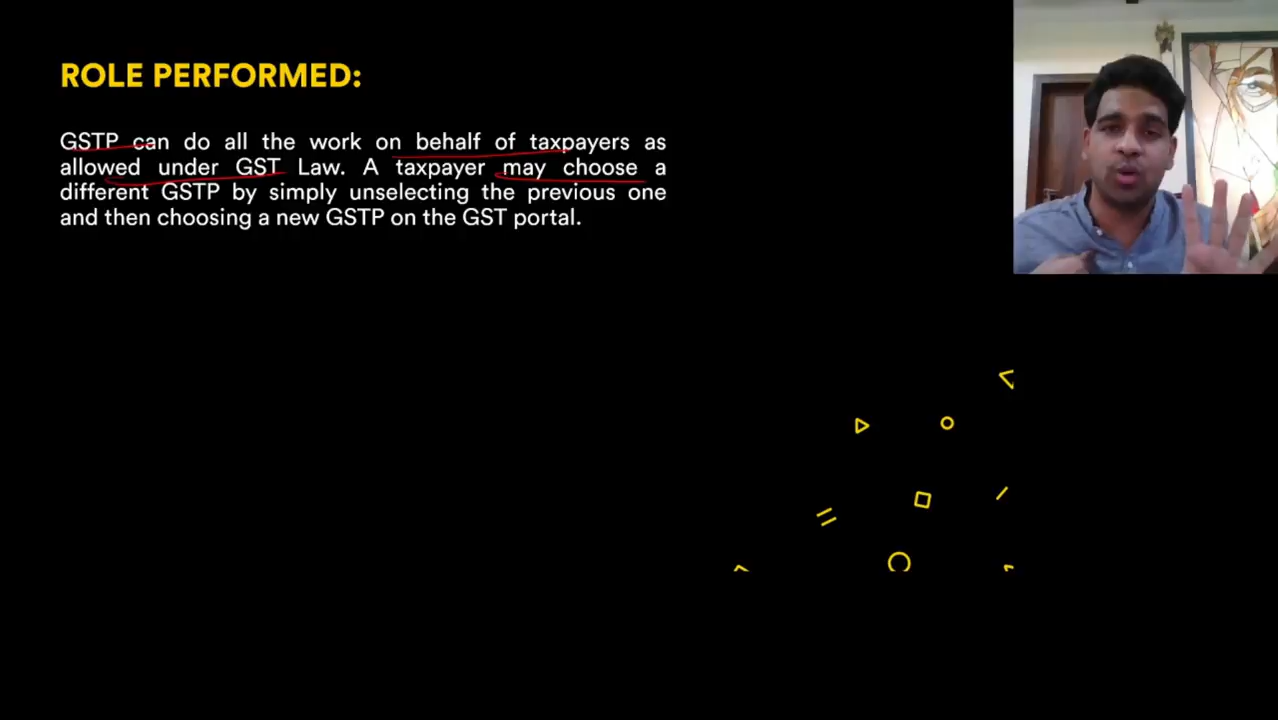 ROLE PERFORMED:
GSTP can do all the work on behalf of taxpayers as
allowed under GST Law. A taxpayer may choose a
different GSTP by simply unselecting the previous one
and then choosing a new GSTP on the GST portal.